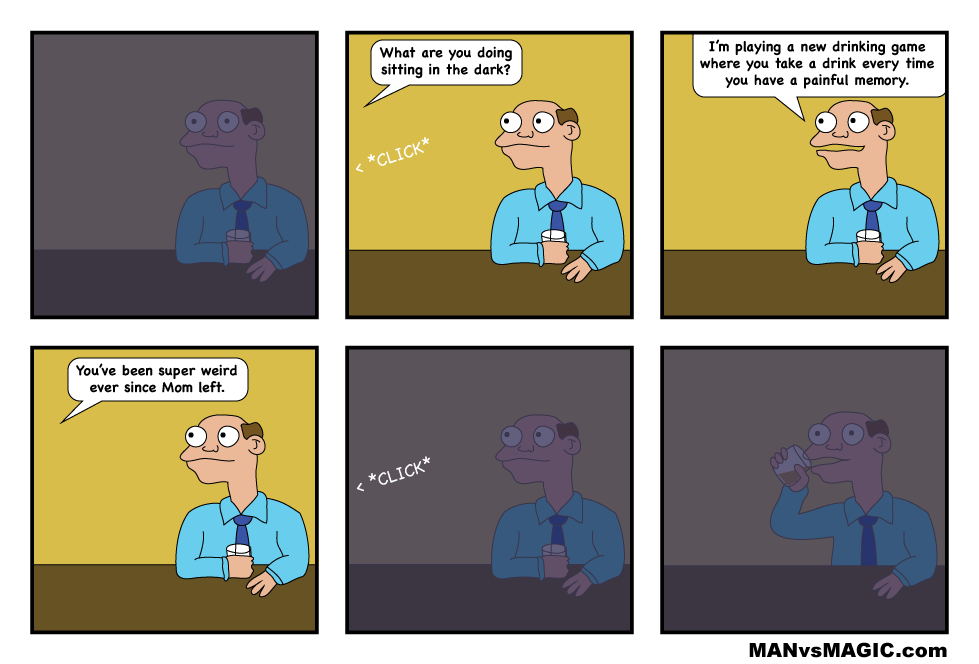 What are you doing
sitting in the dark?
< *CLICK*
I'm playing a new drinking game
where you take a drink every time
you have a painful memory.
You've been super weird
ever since Mom left.
< *CLICK*
MANvsMAGIC.com